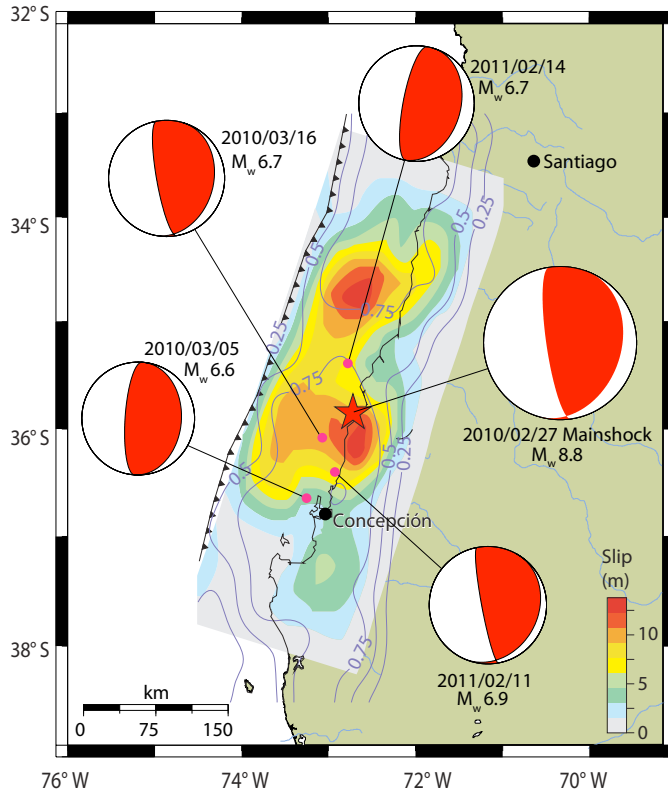 32° S
34° S
36° S
38° S
76° W
74° W
72° W
70° W
2011/02/14
Mw 6.7
2010/03/16
Mw 6.7
Santiago
0.5
0.25
0.5
0.75
0.25
2010/03/05
Mw 6.6
0.75
2010/02/27 Mainshock
Mw 8.8
0.5
0.25
0.5
Concepción
Slip
(m)
10
5
0
0.75
2011/02/11
Mw 6.9
km
0 75 150